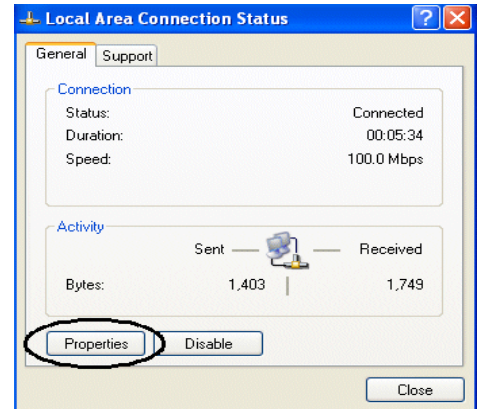 Local Area Connection Status
General Support
Connection
Status: Connected
Duration: 00:05:34
Speed: 100.0 Mbps
Activity
Sent Received
Bytes: 1,403 1,749
Properties Disable
Close